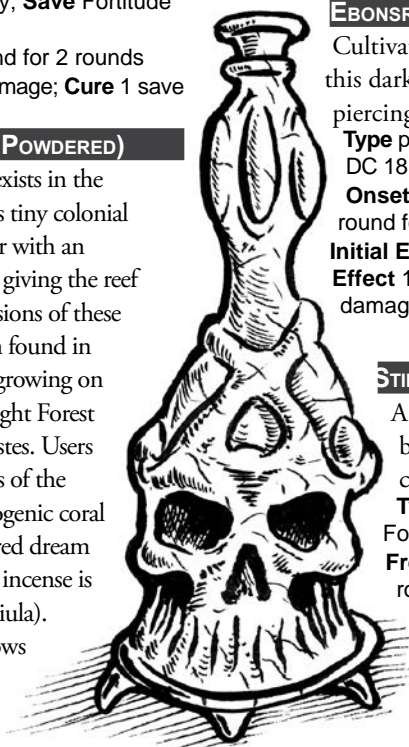 y, Save Fortitude
nd for 2 rounds
mage; Cure 1 save
POWDERED)
exists in the
s tiny colonial
r with an
giving the reef
sions of these
n found in
growing on
ght Forest
stes. Users
s of the
ogenic coral
red dream
incense is
iula).
ows
EBONSR
Cultiva
this dark
piercing
Type p
DC 18
Onset
round fo
Initial E
Effect 1
damag
A
b
c
T
Fo
Fre
ro